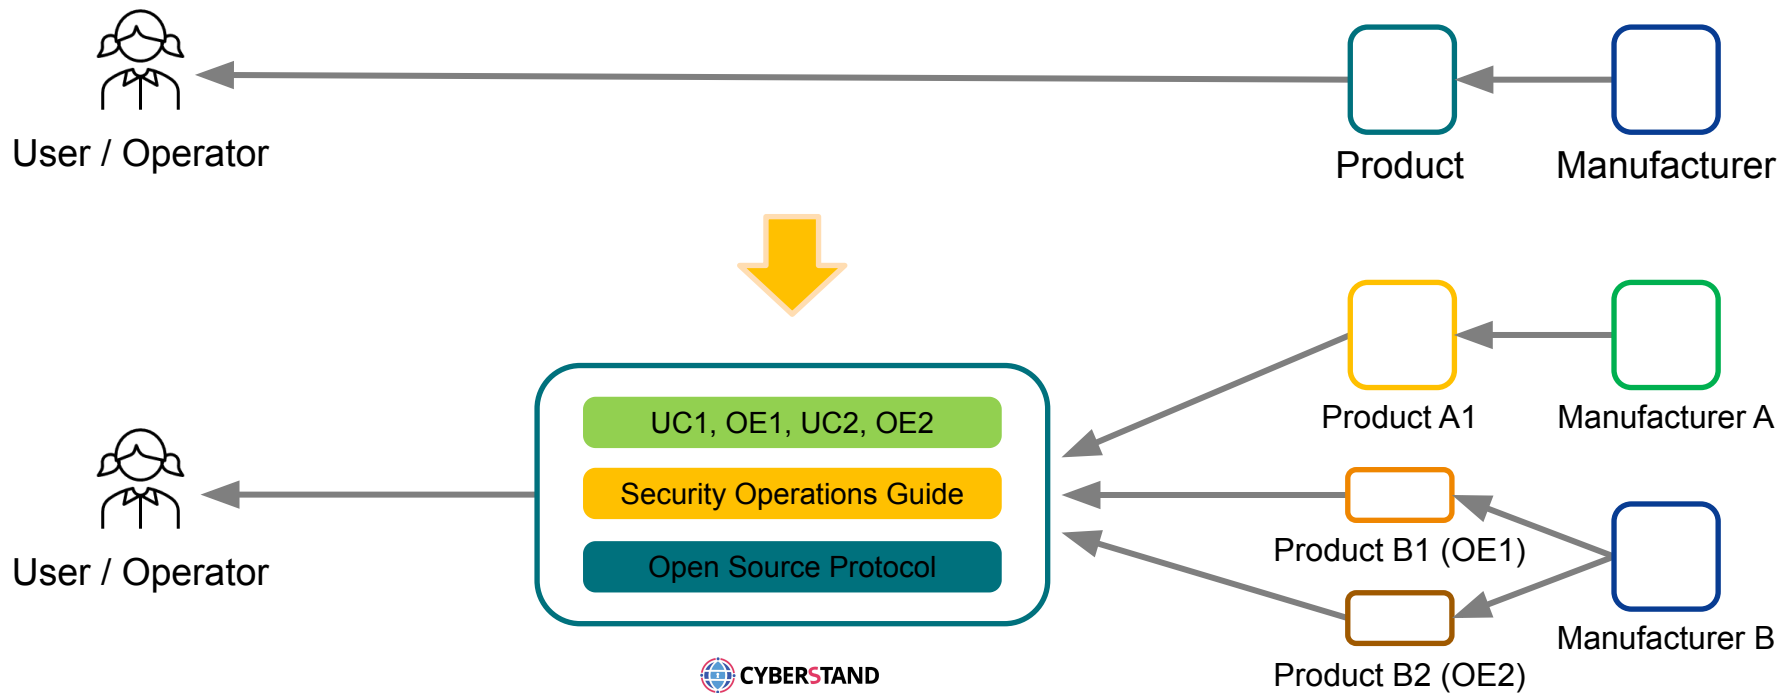 User / Operator
Product
Manufacturer
UC1, OE1, UC2, OE2
Security Operations Guide
Open Source Protocol
User / Operator
Product A1
Manufacturer A
Product B1 (OE1)
Product B2 (OE2)
Manufacturer B
CYBERSTAND